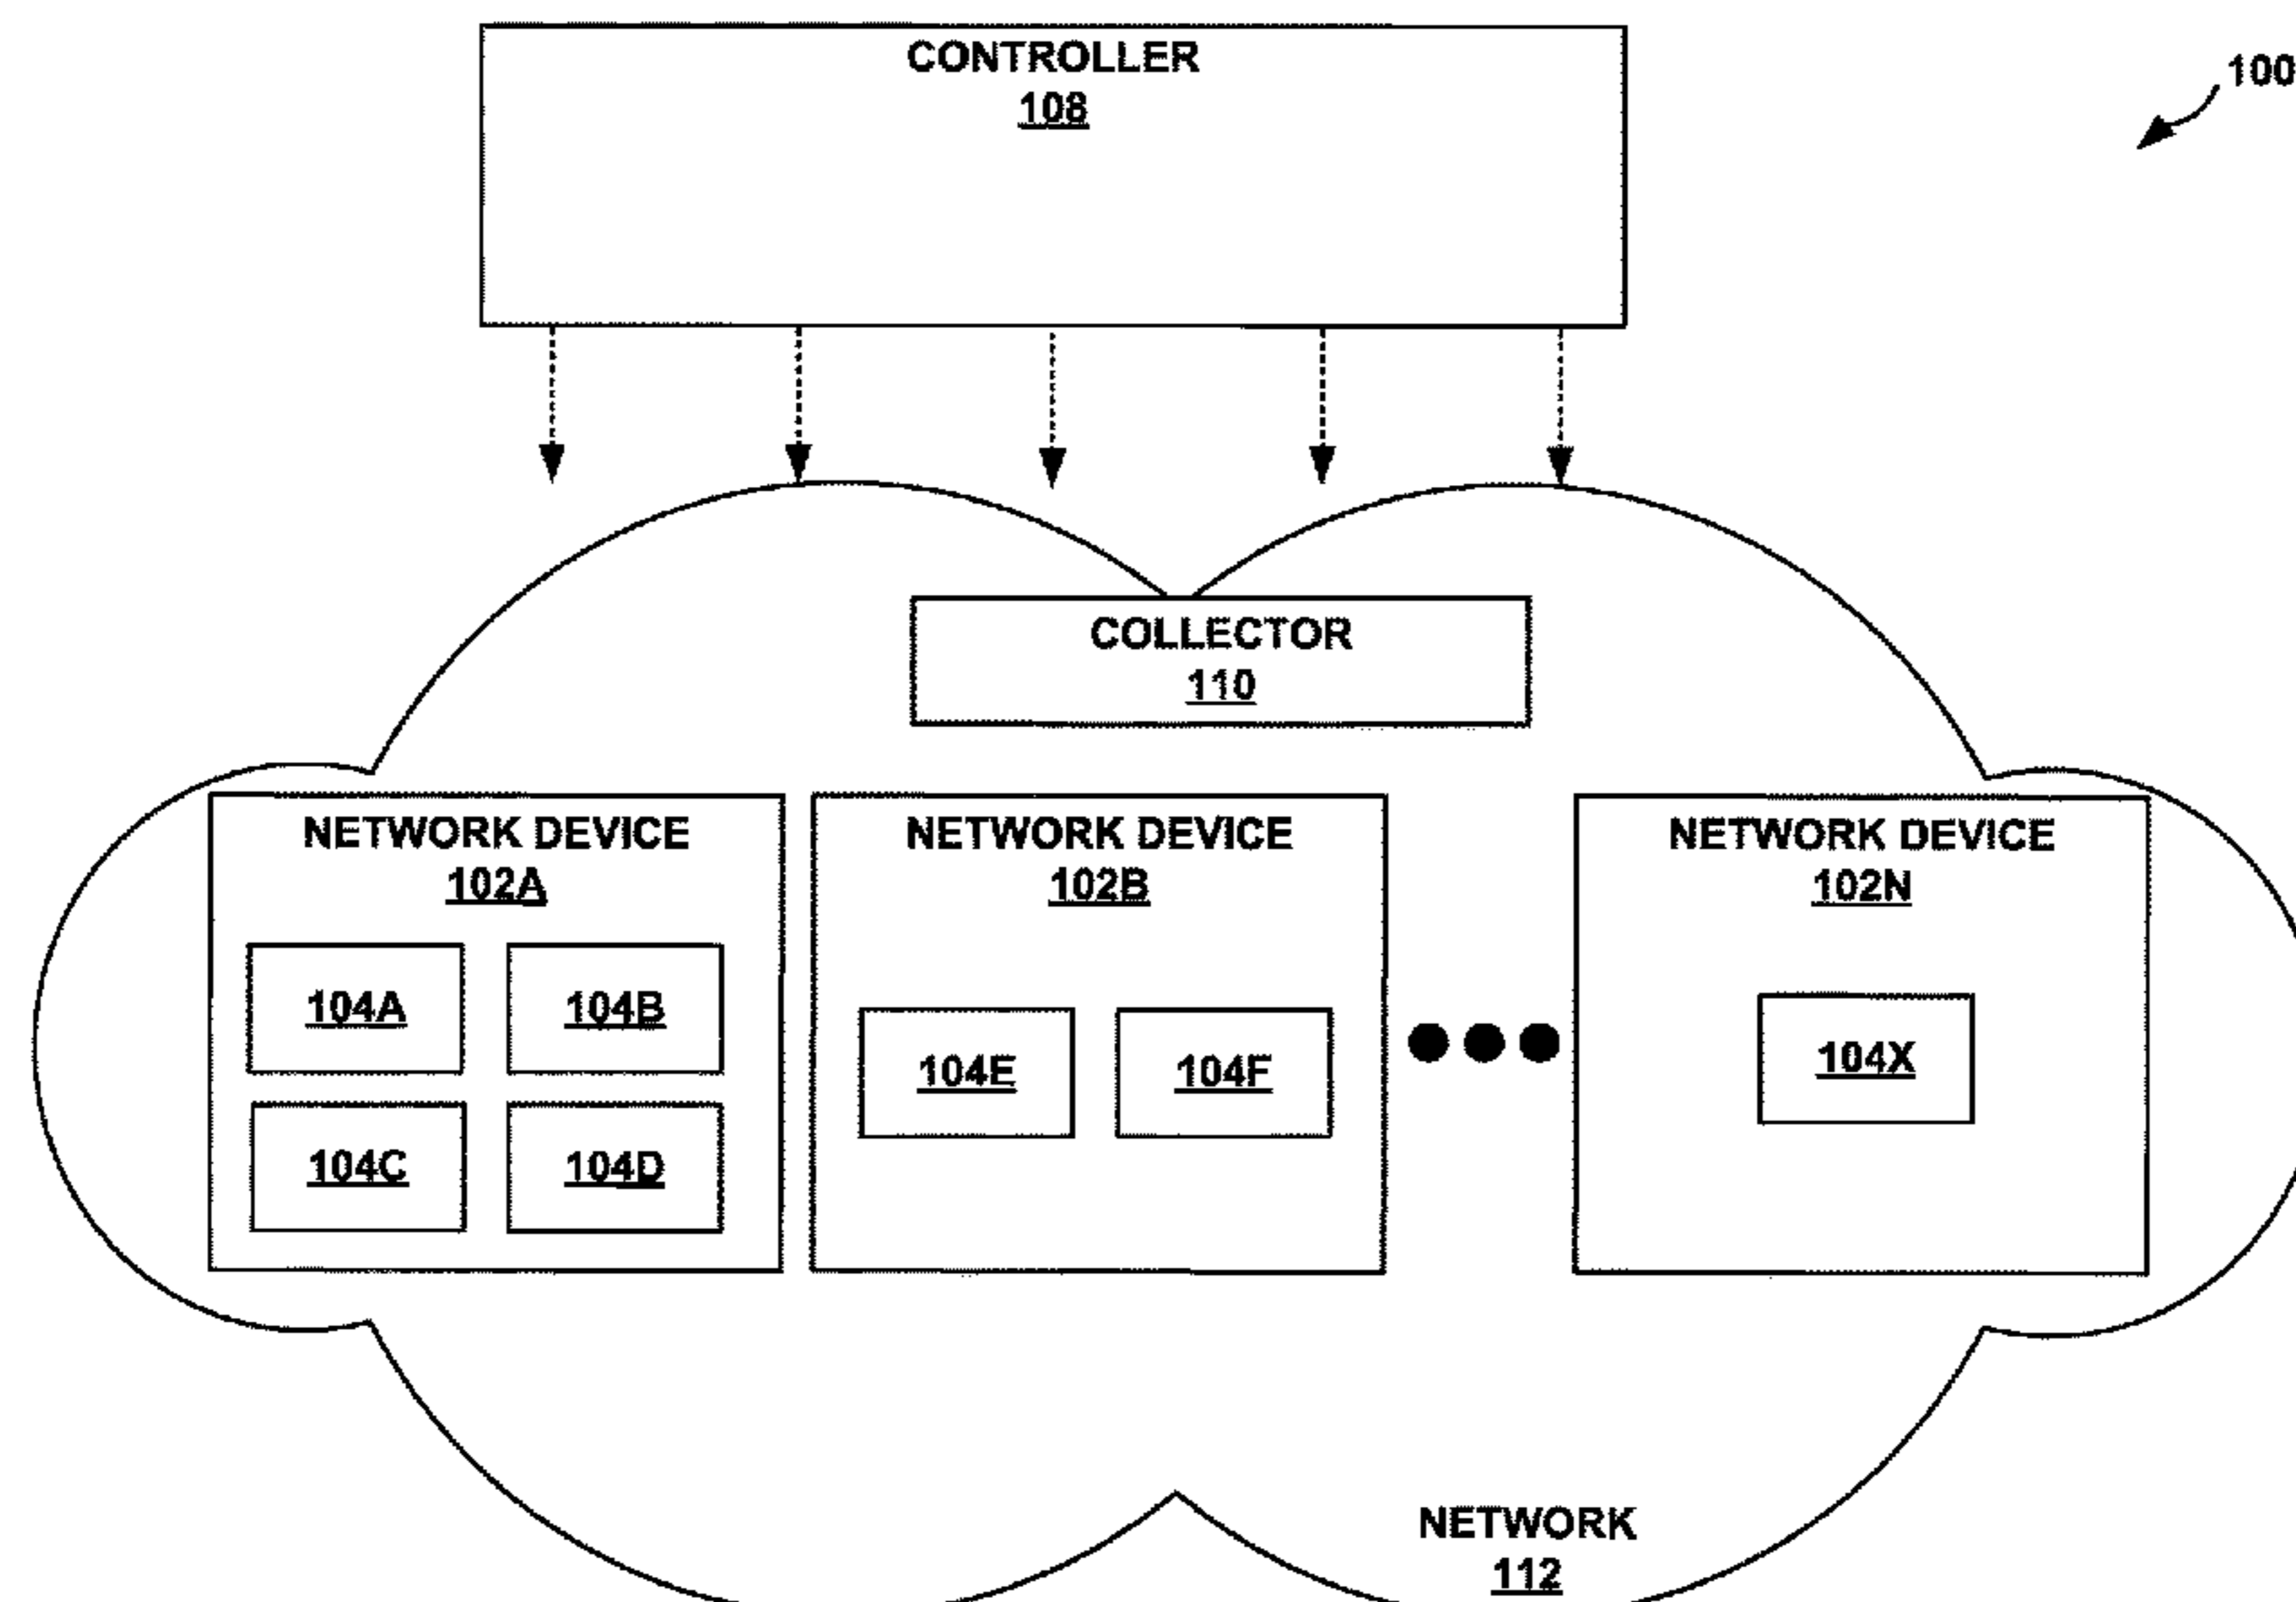 CONTROLLER
108
100
COLLECTOR
110
NETWORK DEVICE
102A
NETWORK DEVICE
102B
NETWORK DEVICE
102N
104A
104B
104E
104F
104X
104C
104D
NETWORK
112